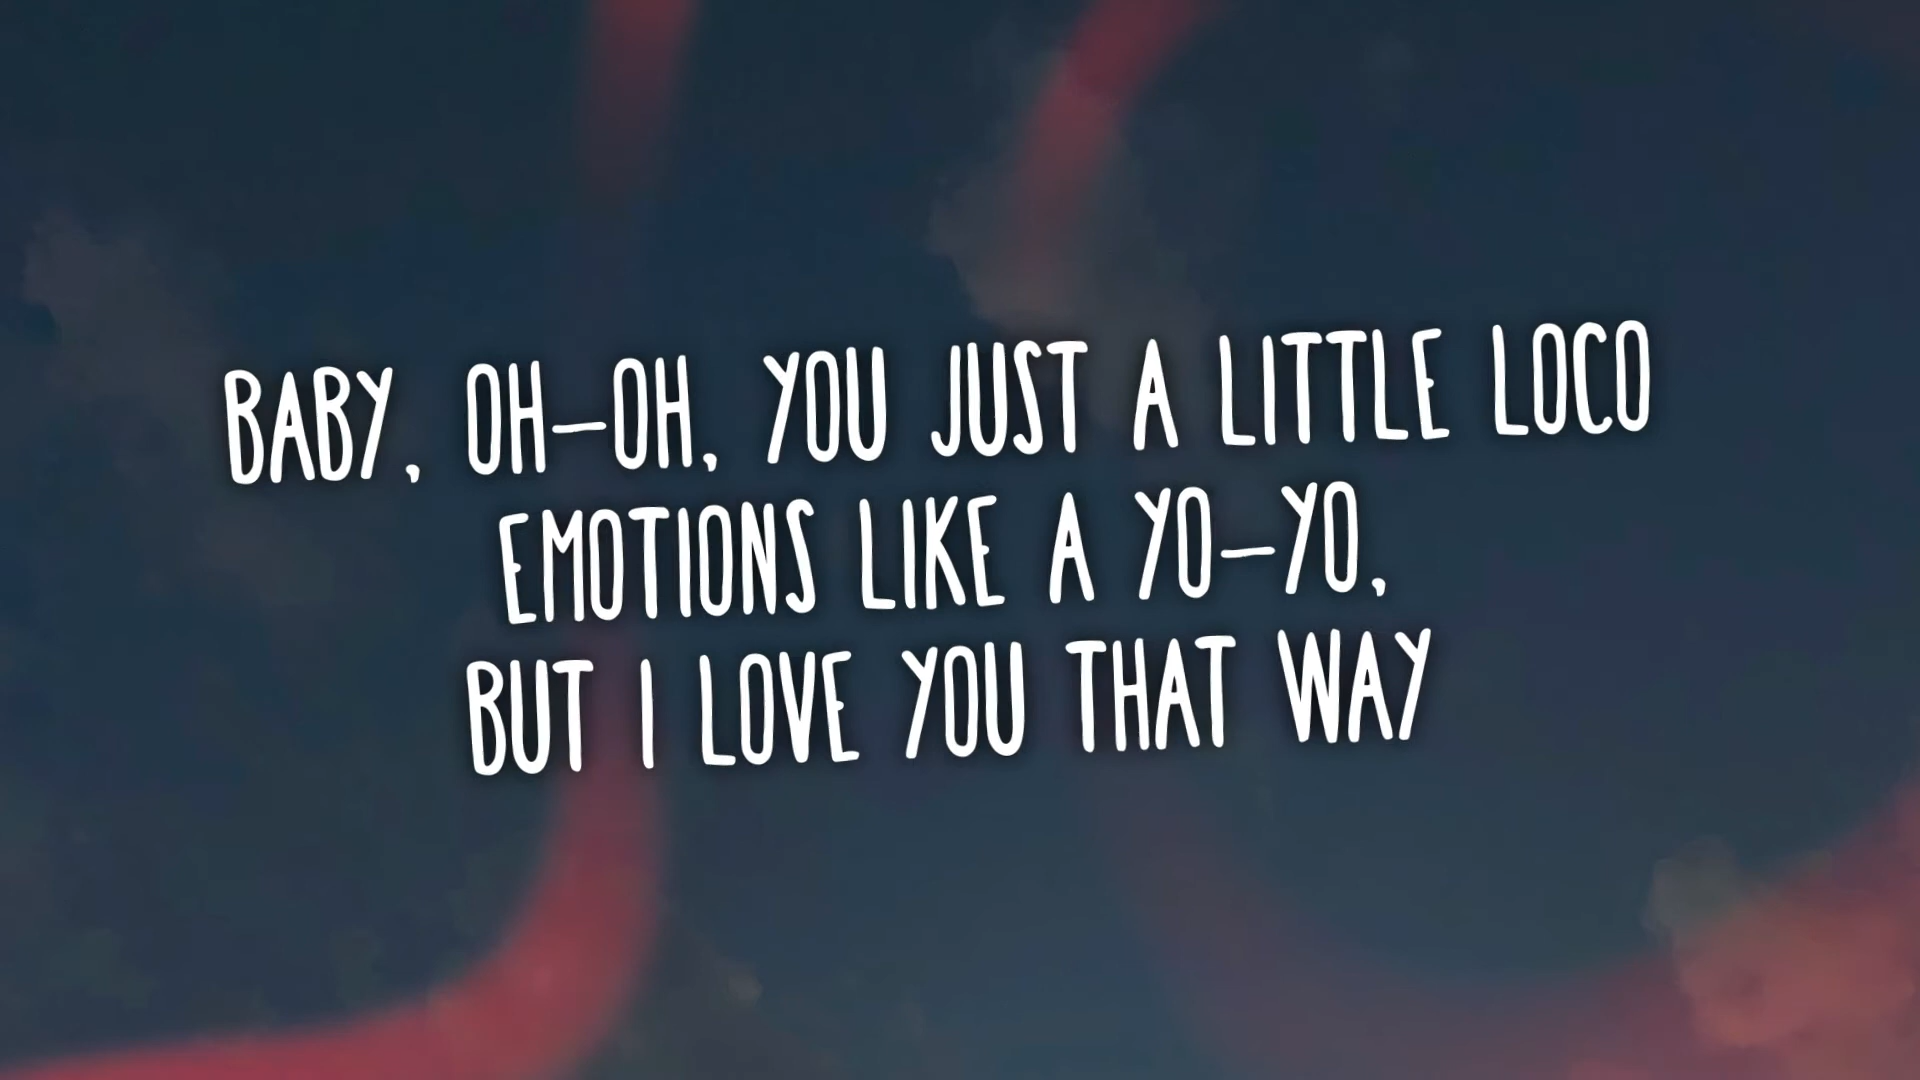 BABY, OH-OH, YOU JUST A LITTLE LOCO
EMOTIONS LIKE A YO-YO,
BUT I LOVE YOU THAT WAY